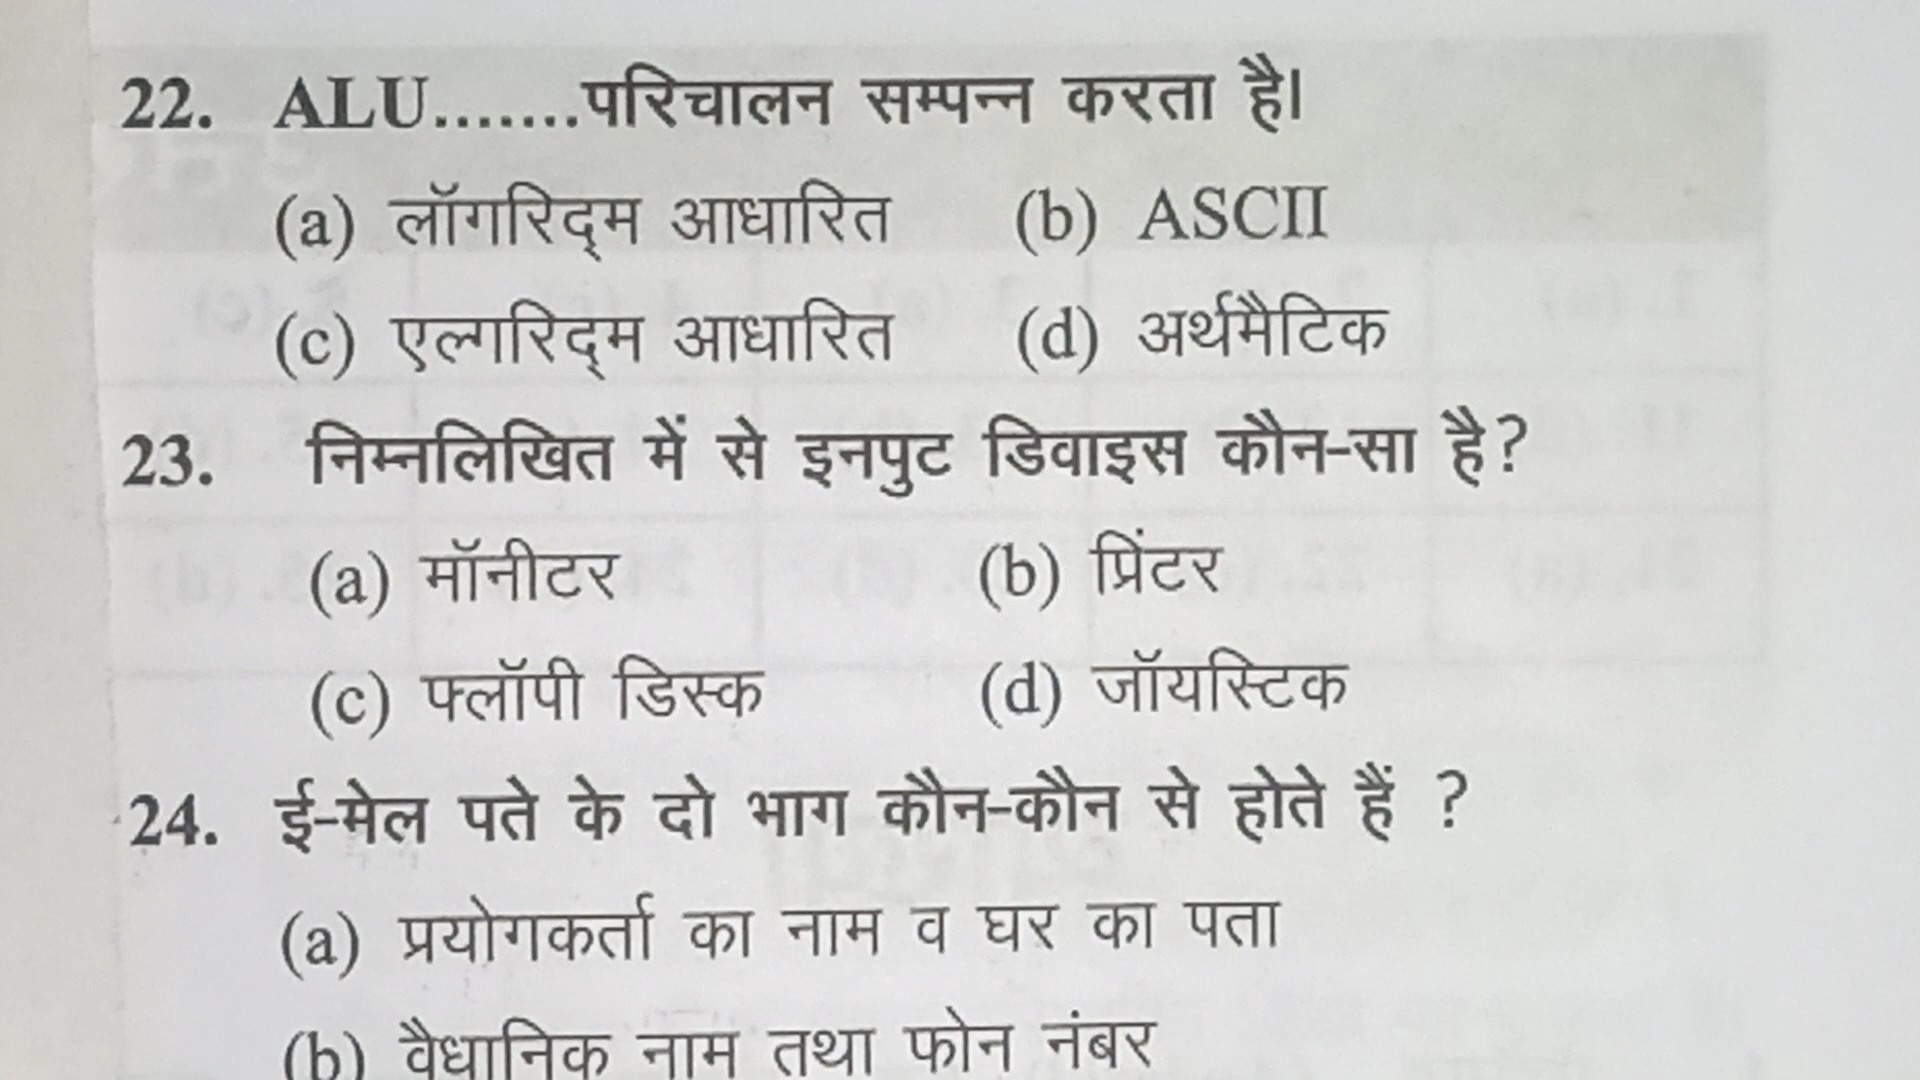 22. ALU.......परिचालन सम्पन्न करता है।
(a) लॉगरिद्म आधारित (b) ASCII
(c) एल्गरिद्म आधारित (d) अर्थमैटिक
23. निम्नलिखित में से इनपुट डिवाइस कौन-सा है?
(a) मॉनीटर (b) प्रिंटर
(c) फ्लॉपी डिस्क (d) जॉयस्टिक
24. ई-मेल पते के दो भाग कौन-कौन से होते हैं ?
(a) प्रयोगकर्ता का नाम व घर का पता
(b) वैधानिक नाम तथा फोन नंबर